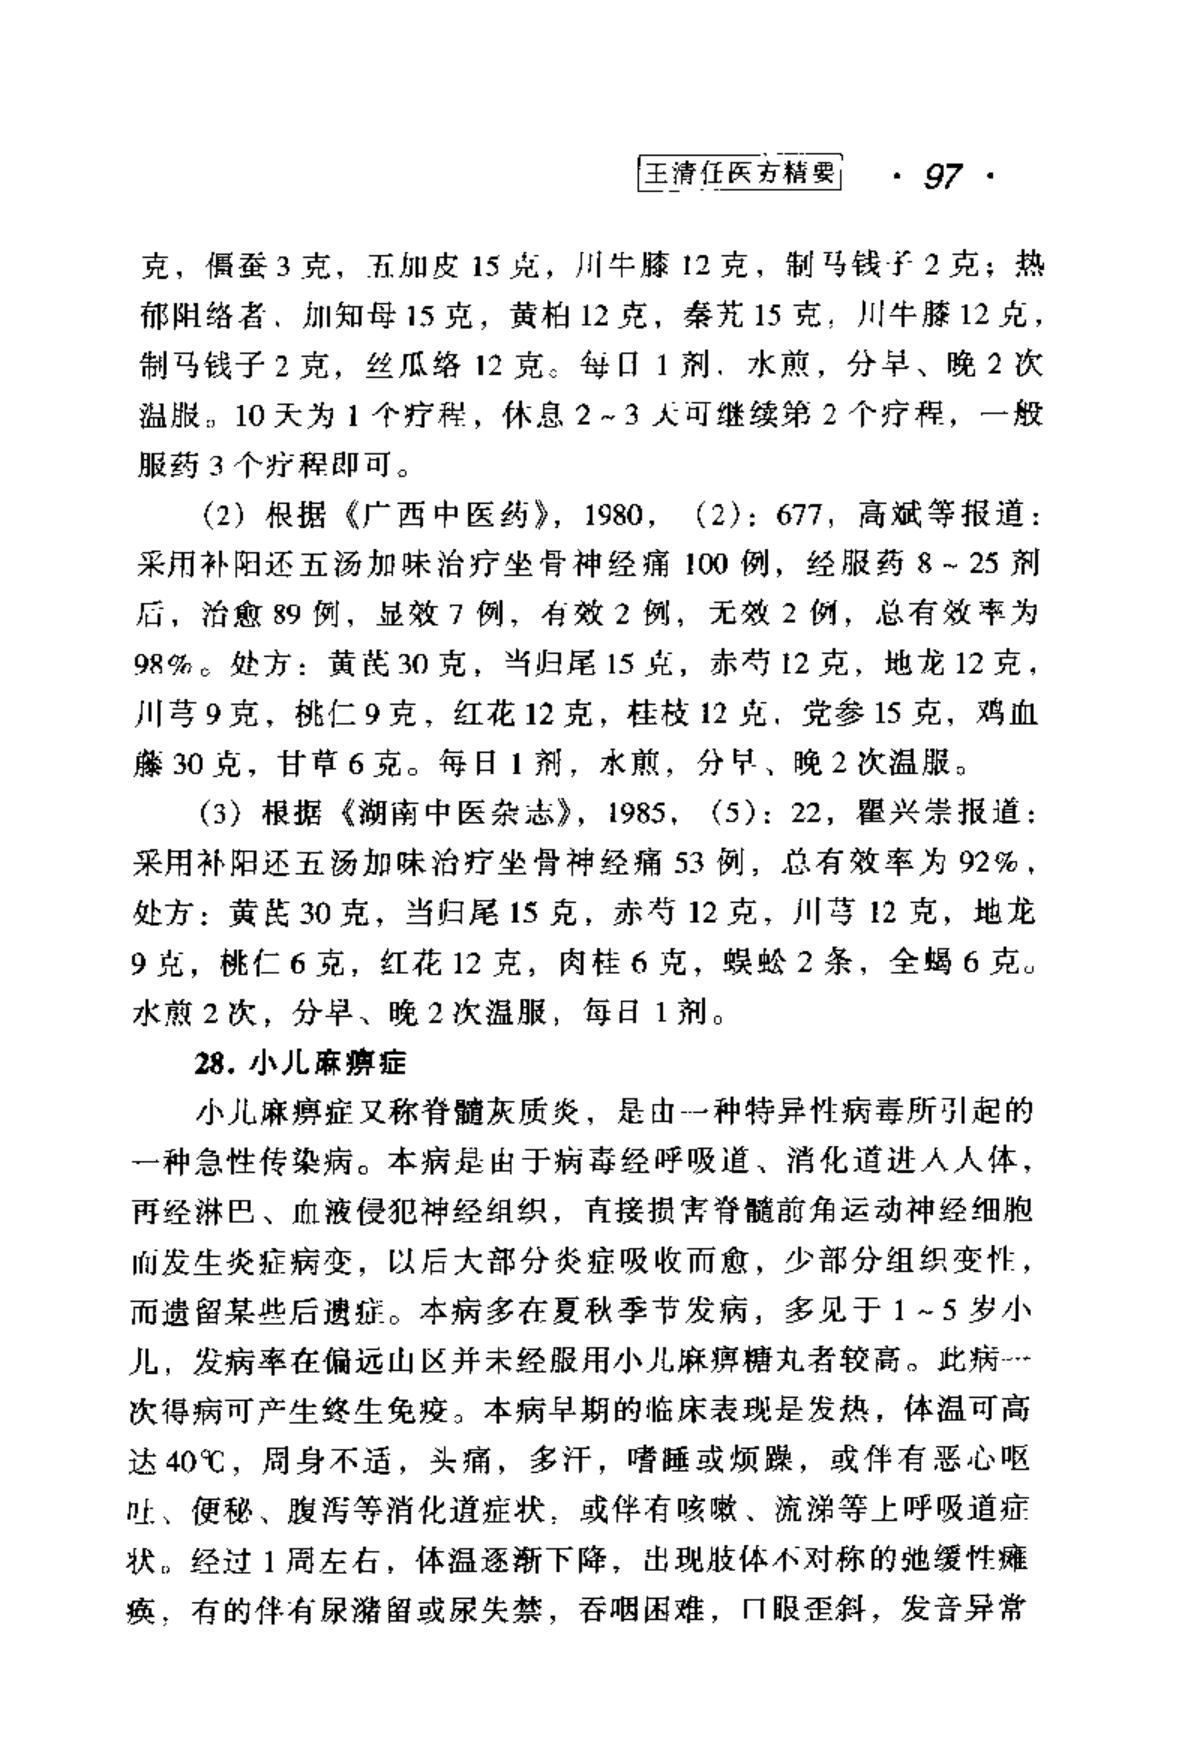 王清任医方精要 · 97 ·
克，僵蚕 3 克，五加皮 15 克，川牛膝 12 克，制马钱子 2 克；热
郁阻络者，加知母 15 克，黄柏 12 克，秦艽 15 克，川牛膝 12 克，
制马钱子 2 克，丝瓜络 12 克。每日 1 剂，水煎，分早、晚 2 次
温服。10 天为 1 个疗程，休息 2～3 天可继续第 2 个疗程，一般
服药 3 个疗程即可。
（2）根据《广西中医药》，1980，（2）：677，高斌等报道：
采用补阳还五汤加味治疗坐骨神经痛 100 例，经服药 8～25 剂
后，治愈 89 例，显效 7 例，有效 2 例，无效 2 例，总有效率为
98%。处方：黄芪 30 克，当归尾 15 克，赤芍 12 克，地龙 12 克，
川芎 9 克，桃仁 9 克，红花 12 克，桂枝 12 克，党参 15 克，鸡血
藤 30 克，甘草 6 克。每日 1 剂，水煎，分早、晚 2 次温服。
（3）根据《湖南中医杂志》，1985，（5）：22，瞿兴崇报道：
采用补阳还五汤加味治疗坐骨神经痛 53 例，总有效率为 92%，
处方：黄芪 30 克，当归尾 15 克，赤芍 12 克，川芎 12 克，地龙
9 克，桃仁 6 克，红花 12 克，肉桂 6 克，蜈蚣 2 条，全蝎 6 克。
水煎 2 次，分早、晚 2 次温服，每日 1 剂。
28. 小儿麻痹症
小儿麻痹症又称脊髓灰质炎，是由一种特异性病毒所引起的
一种急性传染病。本病是由于病毒经呼吸道、消化道进入人体，
再经淋巴、血液侵犯神经组织，直接损害脊髓前角运动神经细胞
而发生炎症病变，以后大部分炎症吸收而愈，少部分组织变性，
而遗留某些后遗症。本病多在夏秋季节发病，多见于 1～5 岁小
儿，发病率在偏远山区并未经服用小儿麻痹糖丸者较高。此病一
次得病可产生终生免疫。本病早期的临床表现是发热，体温可高
达 40℃，周身不适，头痛，多汗，嗜睡或烦躁，或伴有恶心呕
吐、便秘、腹泻等消化道症状，或伴有咳嗽、流涕等上呼吸道症
状。经过 1 周左右，体温逐渐下降，出现肢体不对称的弛缓性瘫
痪，有的伴有尿潴留或尿失禁，吞咽困难，口眼歪斜，发音异常